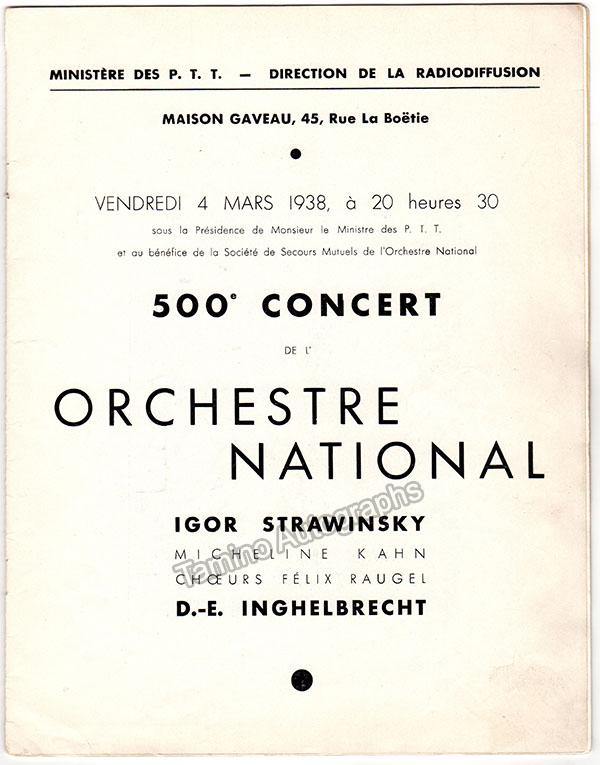 MINISTÈRE DES P. T. T. — DIRECTION DE LA RADIODIFFUSION
MAISON GAVEAU, 45, Rue La Boëtie
VENDREDI 4 MARS 1938, à 20 heures 30
sous la Présidence de Monsieur le Ministre des P. T. T.
et au bénéfice de la Société de Secours Mutuels de l'Orchestre National
500e CONCERT
DE L'
ORCHESTRE
NATIONAL
IGOR STRAWINSKY
MICHELINE KAHN
CHŒURS FÉLIX RAUGEL
D.-E. INGHELBRECHT
Tamino Autographs